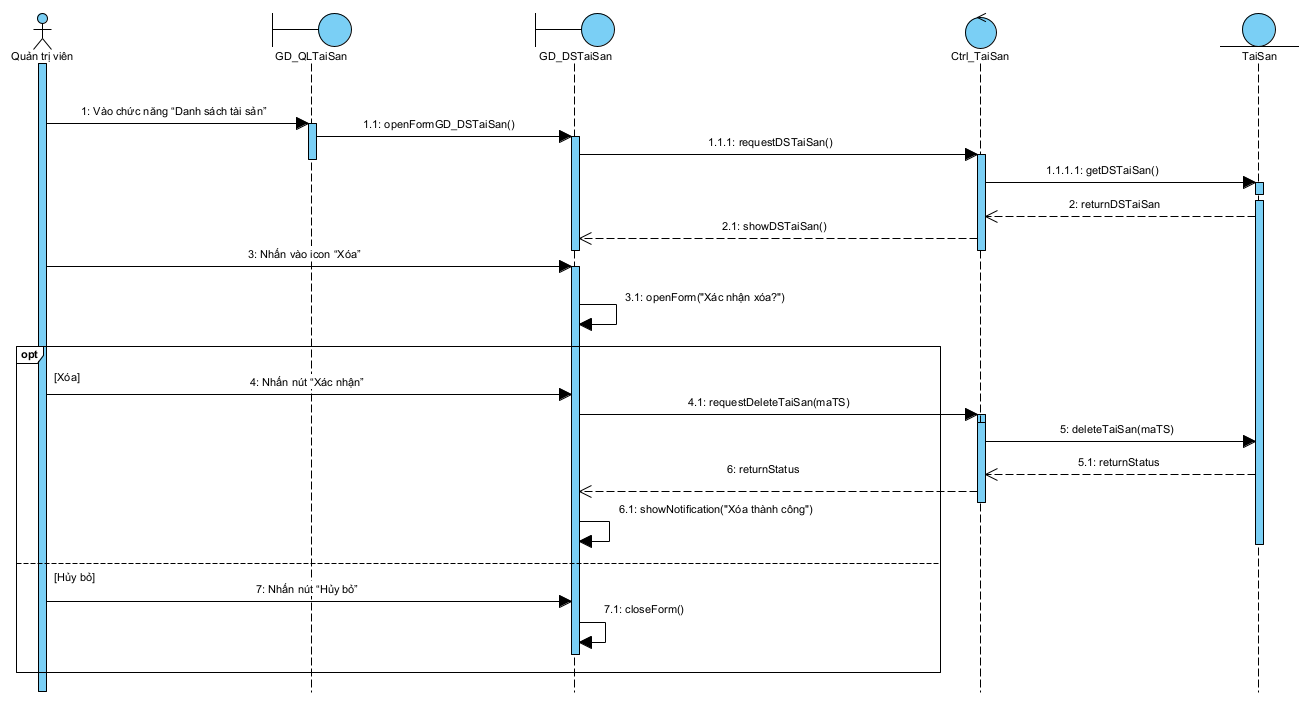 Quản trị viên
GD_QLTaiSan
GD_DSTaiSan
Ctrl_TaiSan
TaiSan
1: Vào chức năng “Danh sách tài sản”
1.1: openFormGD_DSTaiSan()
1.1.1: requestDSTaiSan()
1.1.1.1: getDSTaiSan()
2: returnDSTaiSan
2.1: showDSTaiSan()
3: Nhấn vào icon “Xóa”
3.1: openForm("Xác nhận xóa?")
opt
[Xóa]
4: Nhấn nút “Xác nhận”
4.1: requestDeleteTaiSan(maTS)
5: deleteTaiSan(maTS)
5.1: returnStatus
6: returnStatus
6.1: showNotification("Xóa thành công")
[Hủy bỏ]
7: Nhấn nút “Hủy bỏ”
7.1: closeForm()